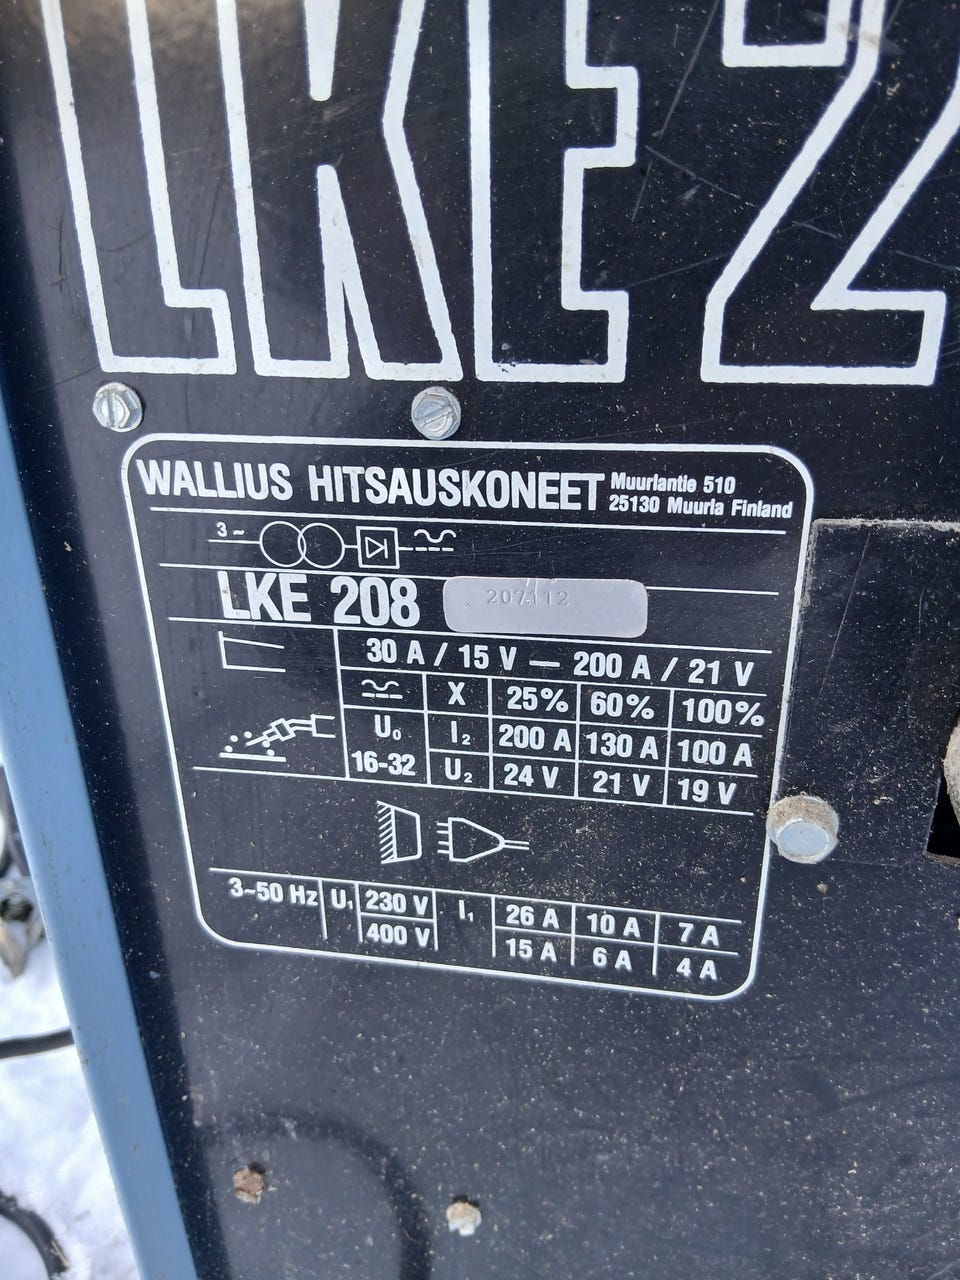 LKE 2
WALLIUS HITSAUSKONEET Muurlantie 510
25130 Muurla Finland
3~
LKE 208 207112
30 A / 15 V — 200 A / 21 V
X 25% 60% 100%
U₀ I₂ 200 A 130 A 100 A
16-32 U₂ 24 V 21 V 19 V
3~50 Hz U₁ 230 V I₁ 26 A 10 A 7 A
400 V 15 A 6 A 4 A